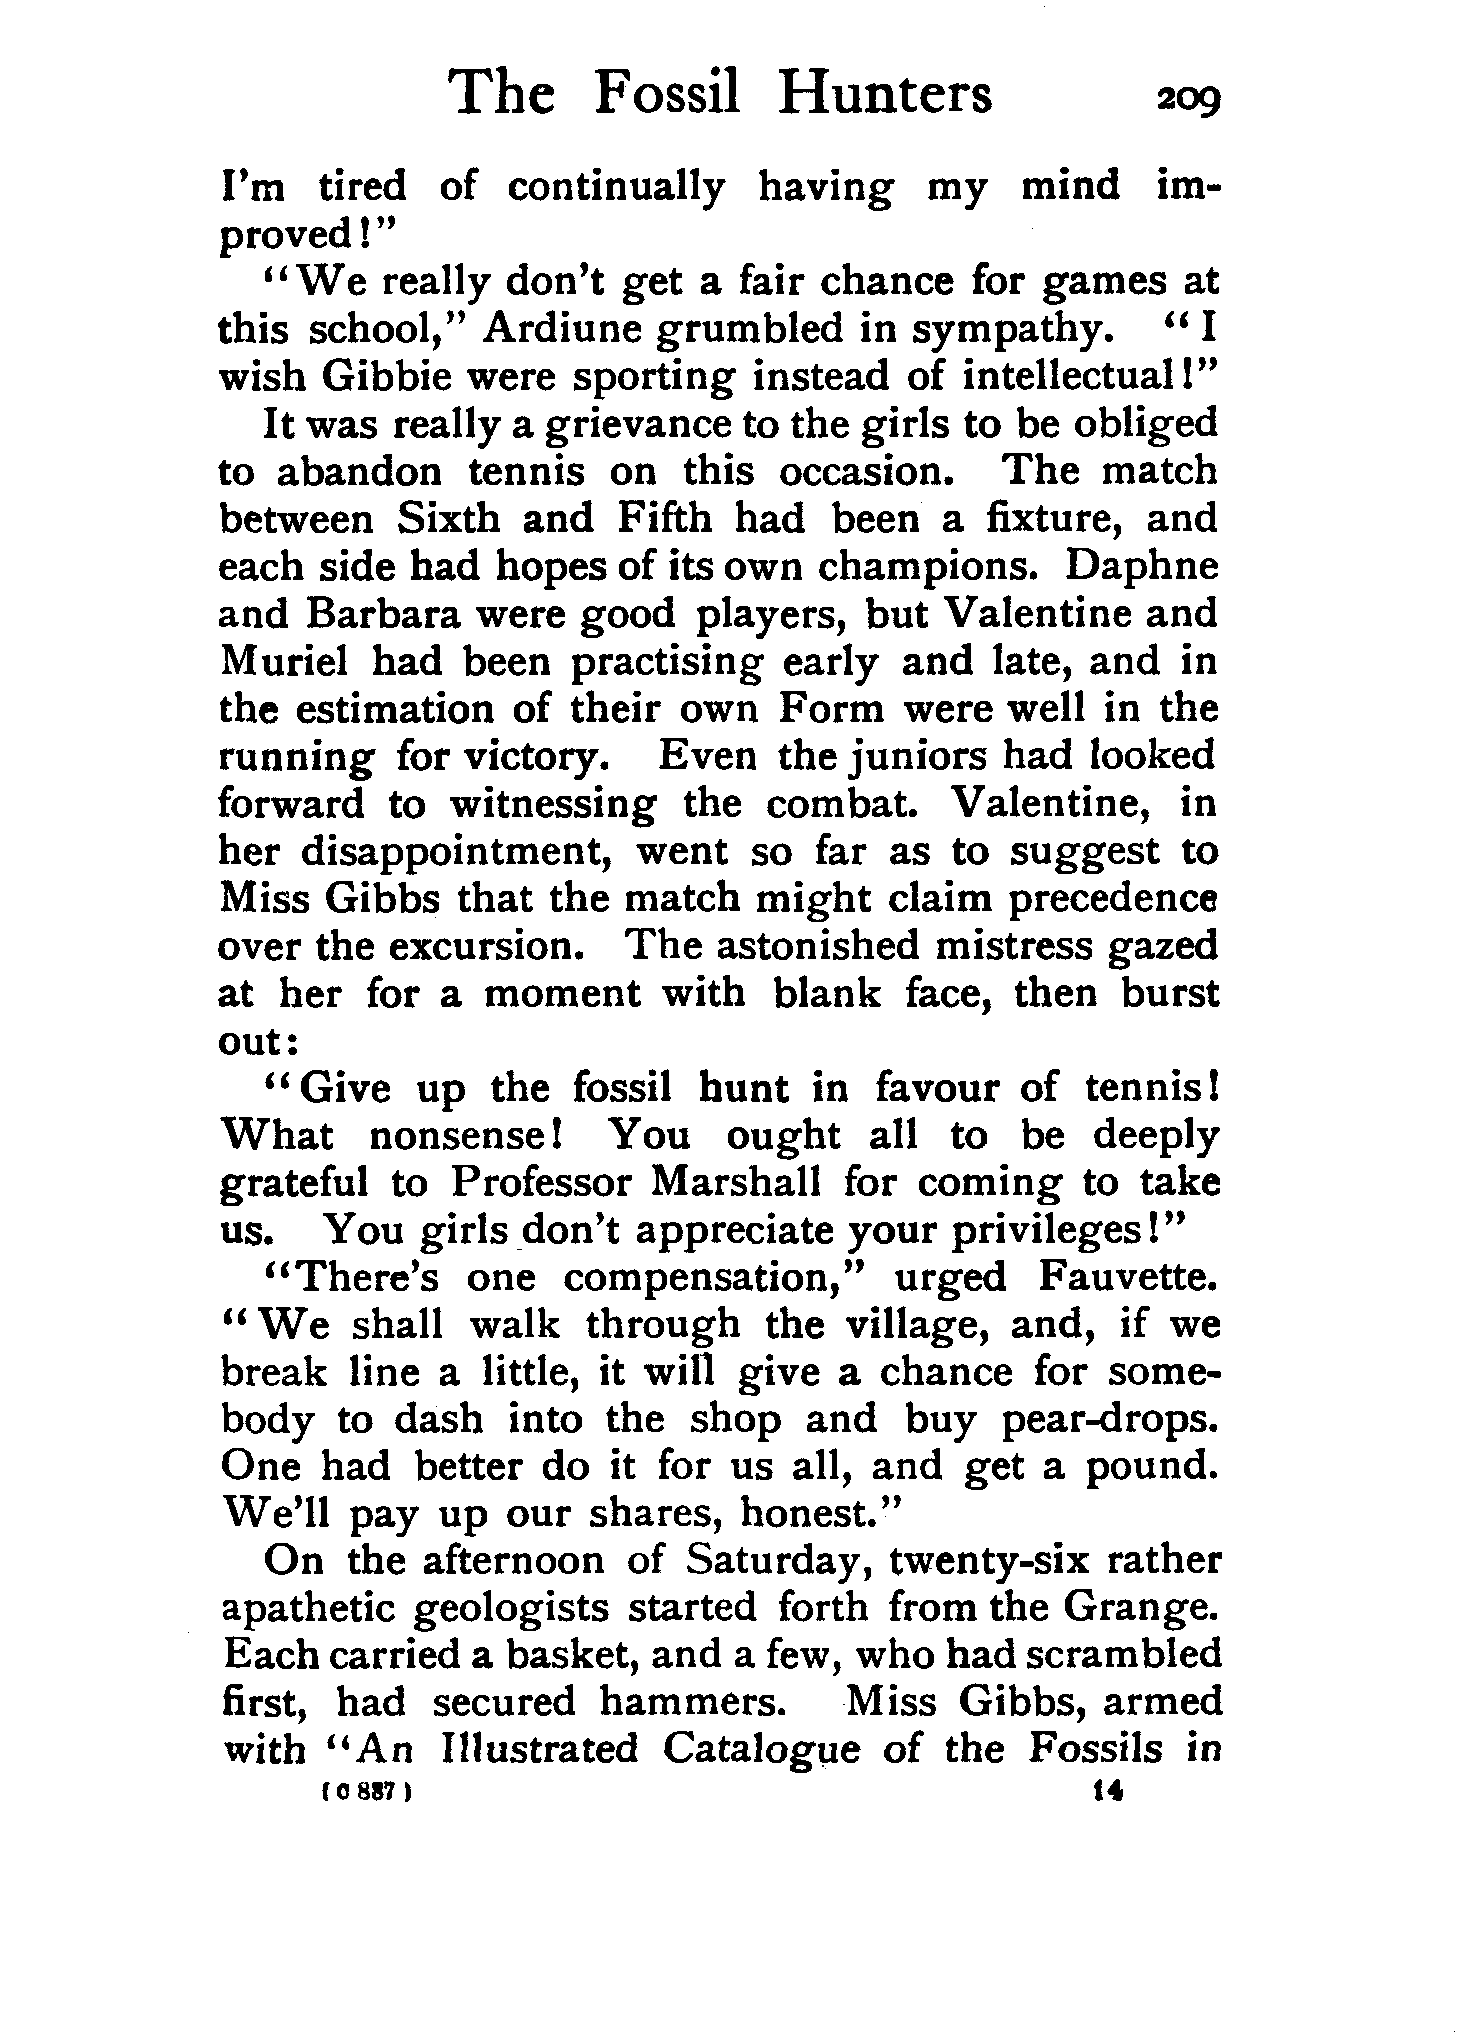 The Fossil Hunters 209
I'm tired of continually having my mind im-
proved!"
"We really don't get a fair chance for games at
this school," Ardiune grumbled in sympathy. "I
wish Gibbie were sporting instead of intellectual!"
It was really a grievance to the girls to be obliged
to abandon tennis on this occasion. The match
between Sixth and Fifth had been a fixture, and
each side had hopes of its own champions. Daphne
and Barbara were good players, but Valentine and
Muriel had been practising early and late, and in
the estimation of their own Form were well in the
running for victory. Even the juniors had looked
forward to witnessing the combat. Valentine, in
her disappointment, went so far as to suggest to
Miss Gibbs that the match might claim precedence
over the excursion. The astonished mistress gazed
at her for a moment with blank face, then burst
out:
"Give up the fossil hunt in favour of tennis!
What nonsense! You ought all to be deeply
grateful to Professor Marshall for coming to take
us. You girls don't appreciate your privileges!"
"There's one compensation," urged Fauvette.
"We shall walk through the village, and, if we
break line a little, it will give a chance for some-
body to dash into the shop and buy pear-drops.
One had better do it for us all, and get a pound.
We'll pay up our shares, honest."
On the afternoon of Saturday, twenty-six rather
apathetic geologists started forth from the Grange.
Each carried a basket, and a few, who had scrambled
first, had secured hammers. Miss Gibbs, armed
with "An Illustrated Catalogue of the Fossils in
(C 887) 14